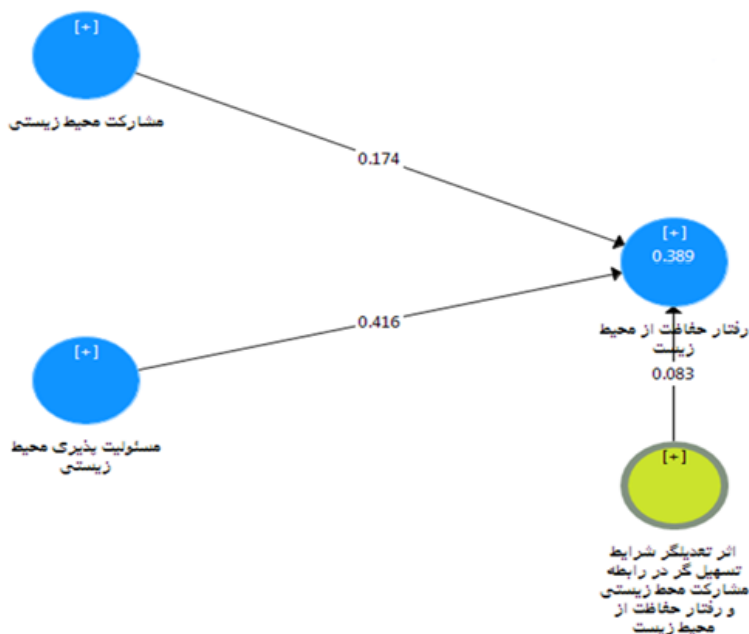 [+]
مشارکت محیط زیستی
0.174
[+]
0.389
رفتار حفاظت از محیط
زیست
0.416
[+]
مسئولیت پذیری محیط
زیستی
0.083
[+]
اثر تعدیلگر شرایط
تسهیل گر در رابطه
مشارکت محط زیستی
و رفتار حفاظت از
محیط زیست